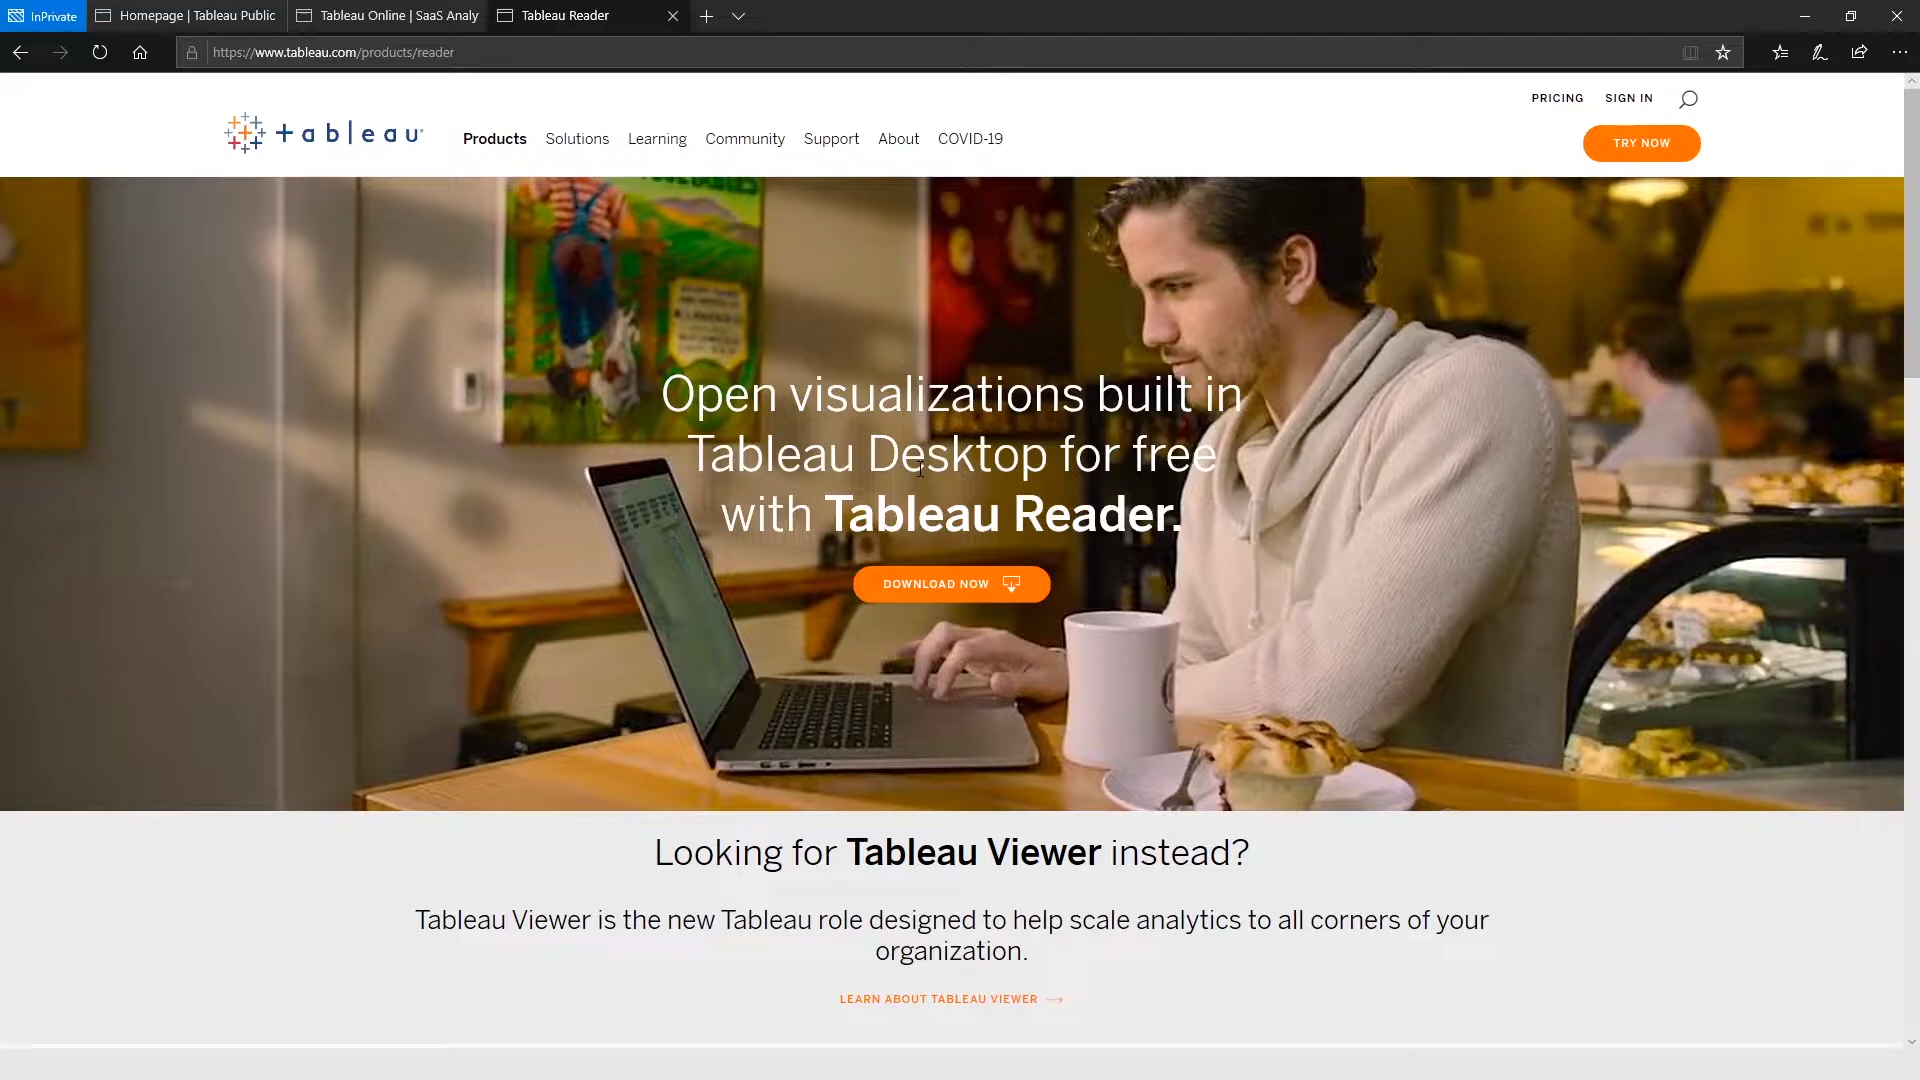 InPrivate
Homepage | Tableau Public
Tableau Online | SaaS Analy
Tableau Reader
https://www.tableau.com/products/reader
PRICING SIGN IN
+ableau
Products Solutions Learning Community Support About COVID-19
TRY NOW
Open visualizations built in
Tableau Desktop for free
with Tableau Reader.
DOWNLOAD NOW
Looking for Tableau Viewer instead?
Tableau Viewer is the new Tableau role designed to help scale analytics to all corners of your
organization.
LEARN ABOUT TABLEAU VIEWER